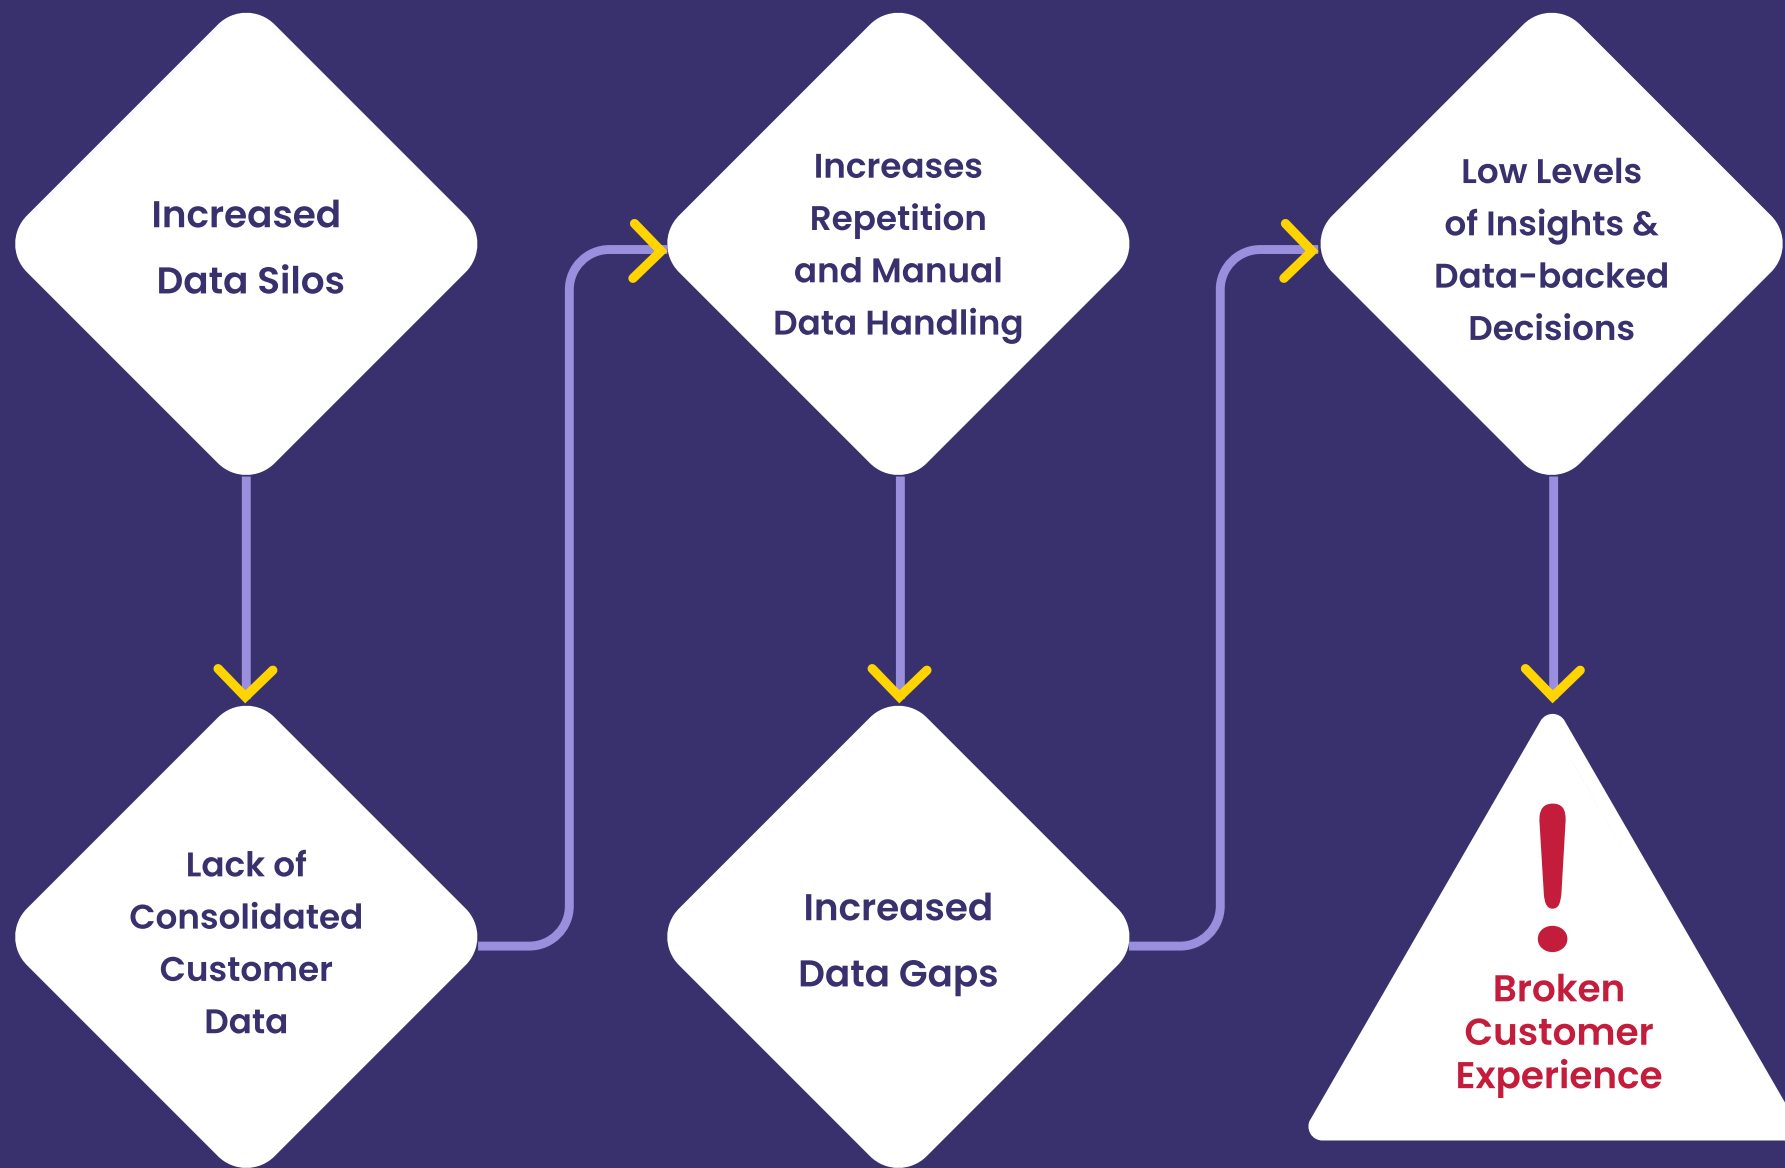 Increased
Data Silos
Lack of
Consolidated
Customer
Data
Increases
Repetition
and Manual
Data Handling
Increased
Data Gaps
Low Levels
of Insights &
Data-backed
Decisions
!
Broken
Customer
Experience